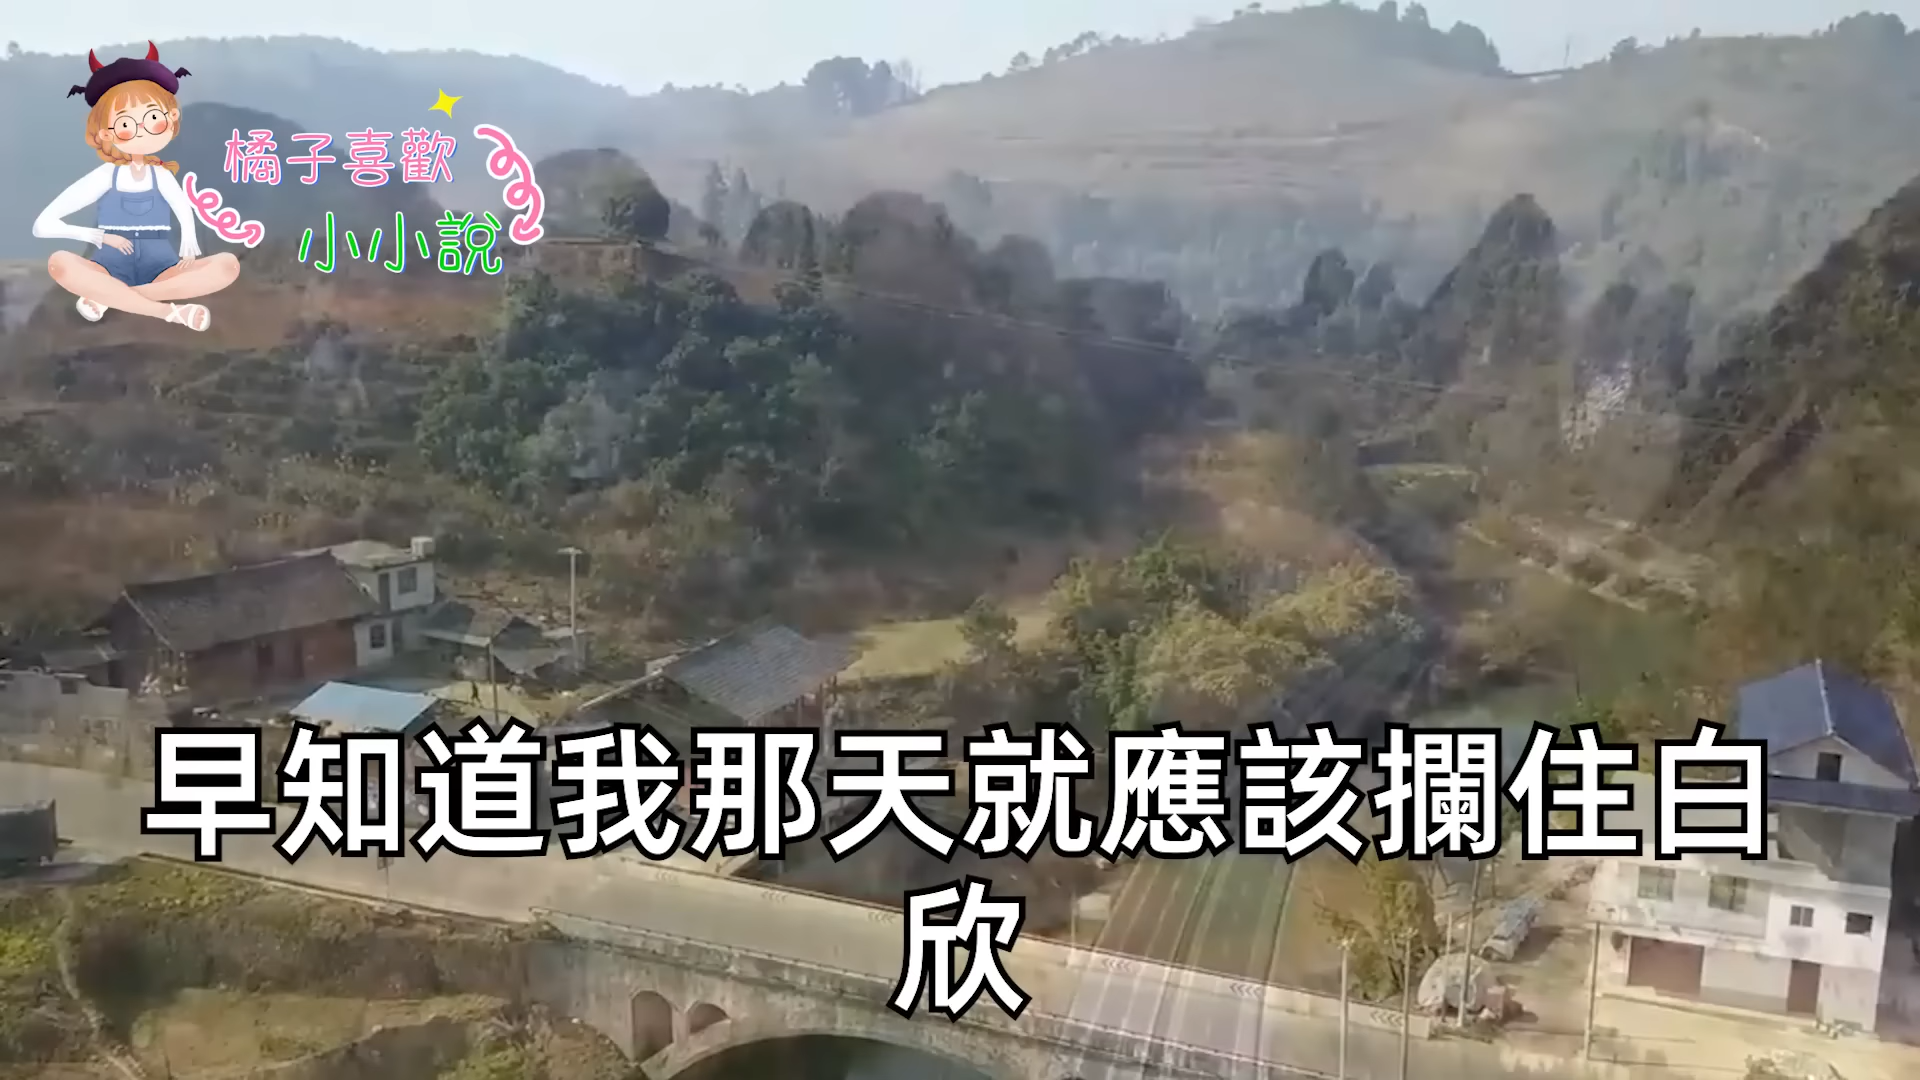 橘子喜歡
小小說
早知道我那天就應該攔住白
欣